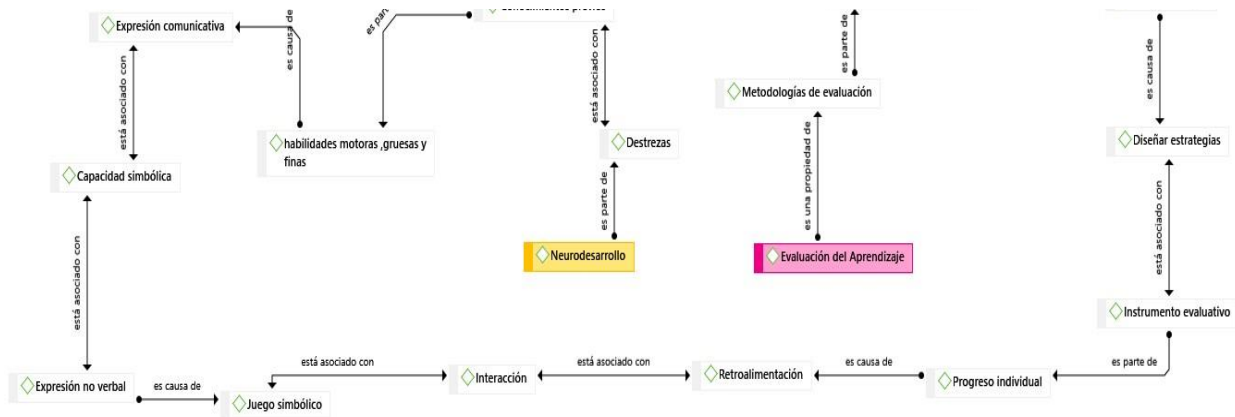 Expresión comunicativa
es causa de
es parte
es parte de
es causa de
está asociado con
está asociado con
Metodologías de evaluación
habilidades motoras ,gruesas y
finas
Destrezas
Diseñar estrategias
Capacidad simbólica
es parte de
es una propiedad de
está asociado con
está asociado con
Neurodesarrollo
Evaluación del Aprendizaje
Instrumento evaluativo
está asociado con
está asociado con
es causa de
es parte de
Expresión no verbal
es causa de
Juego simbólico
Interacción
Retroalimentación
Progreso individual